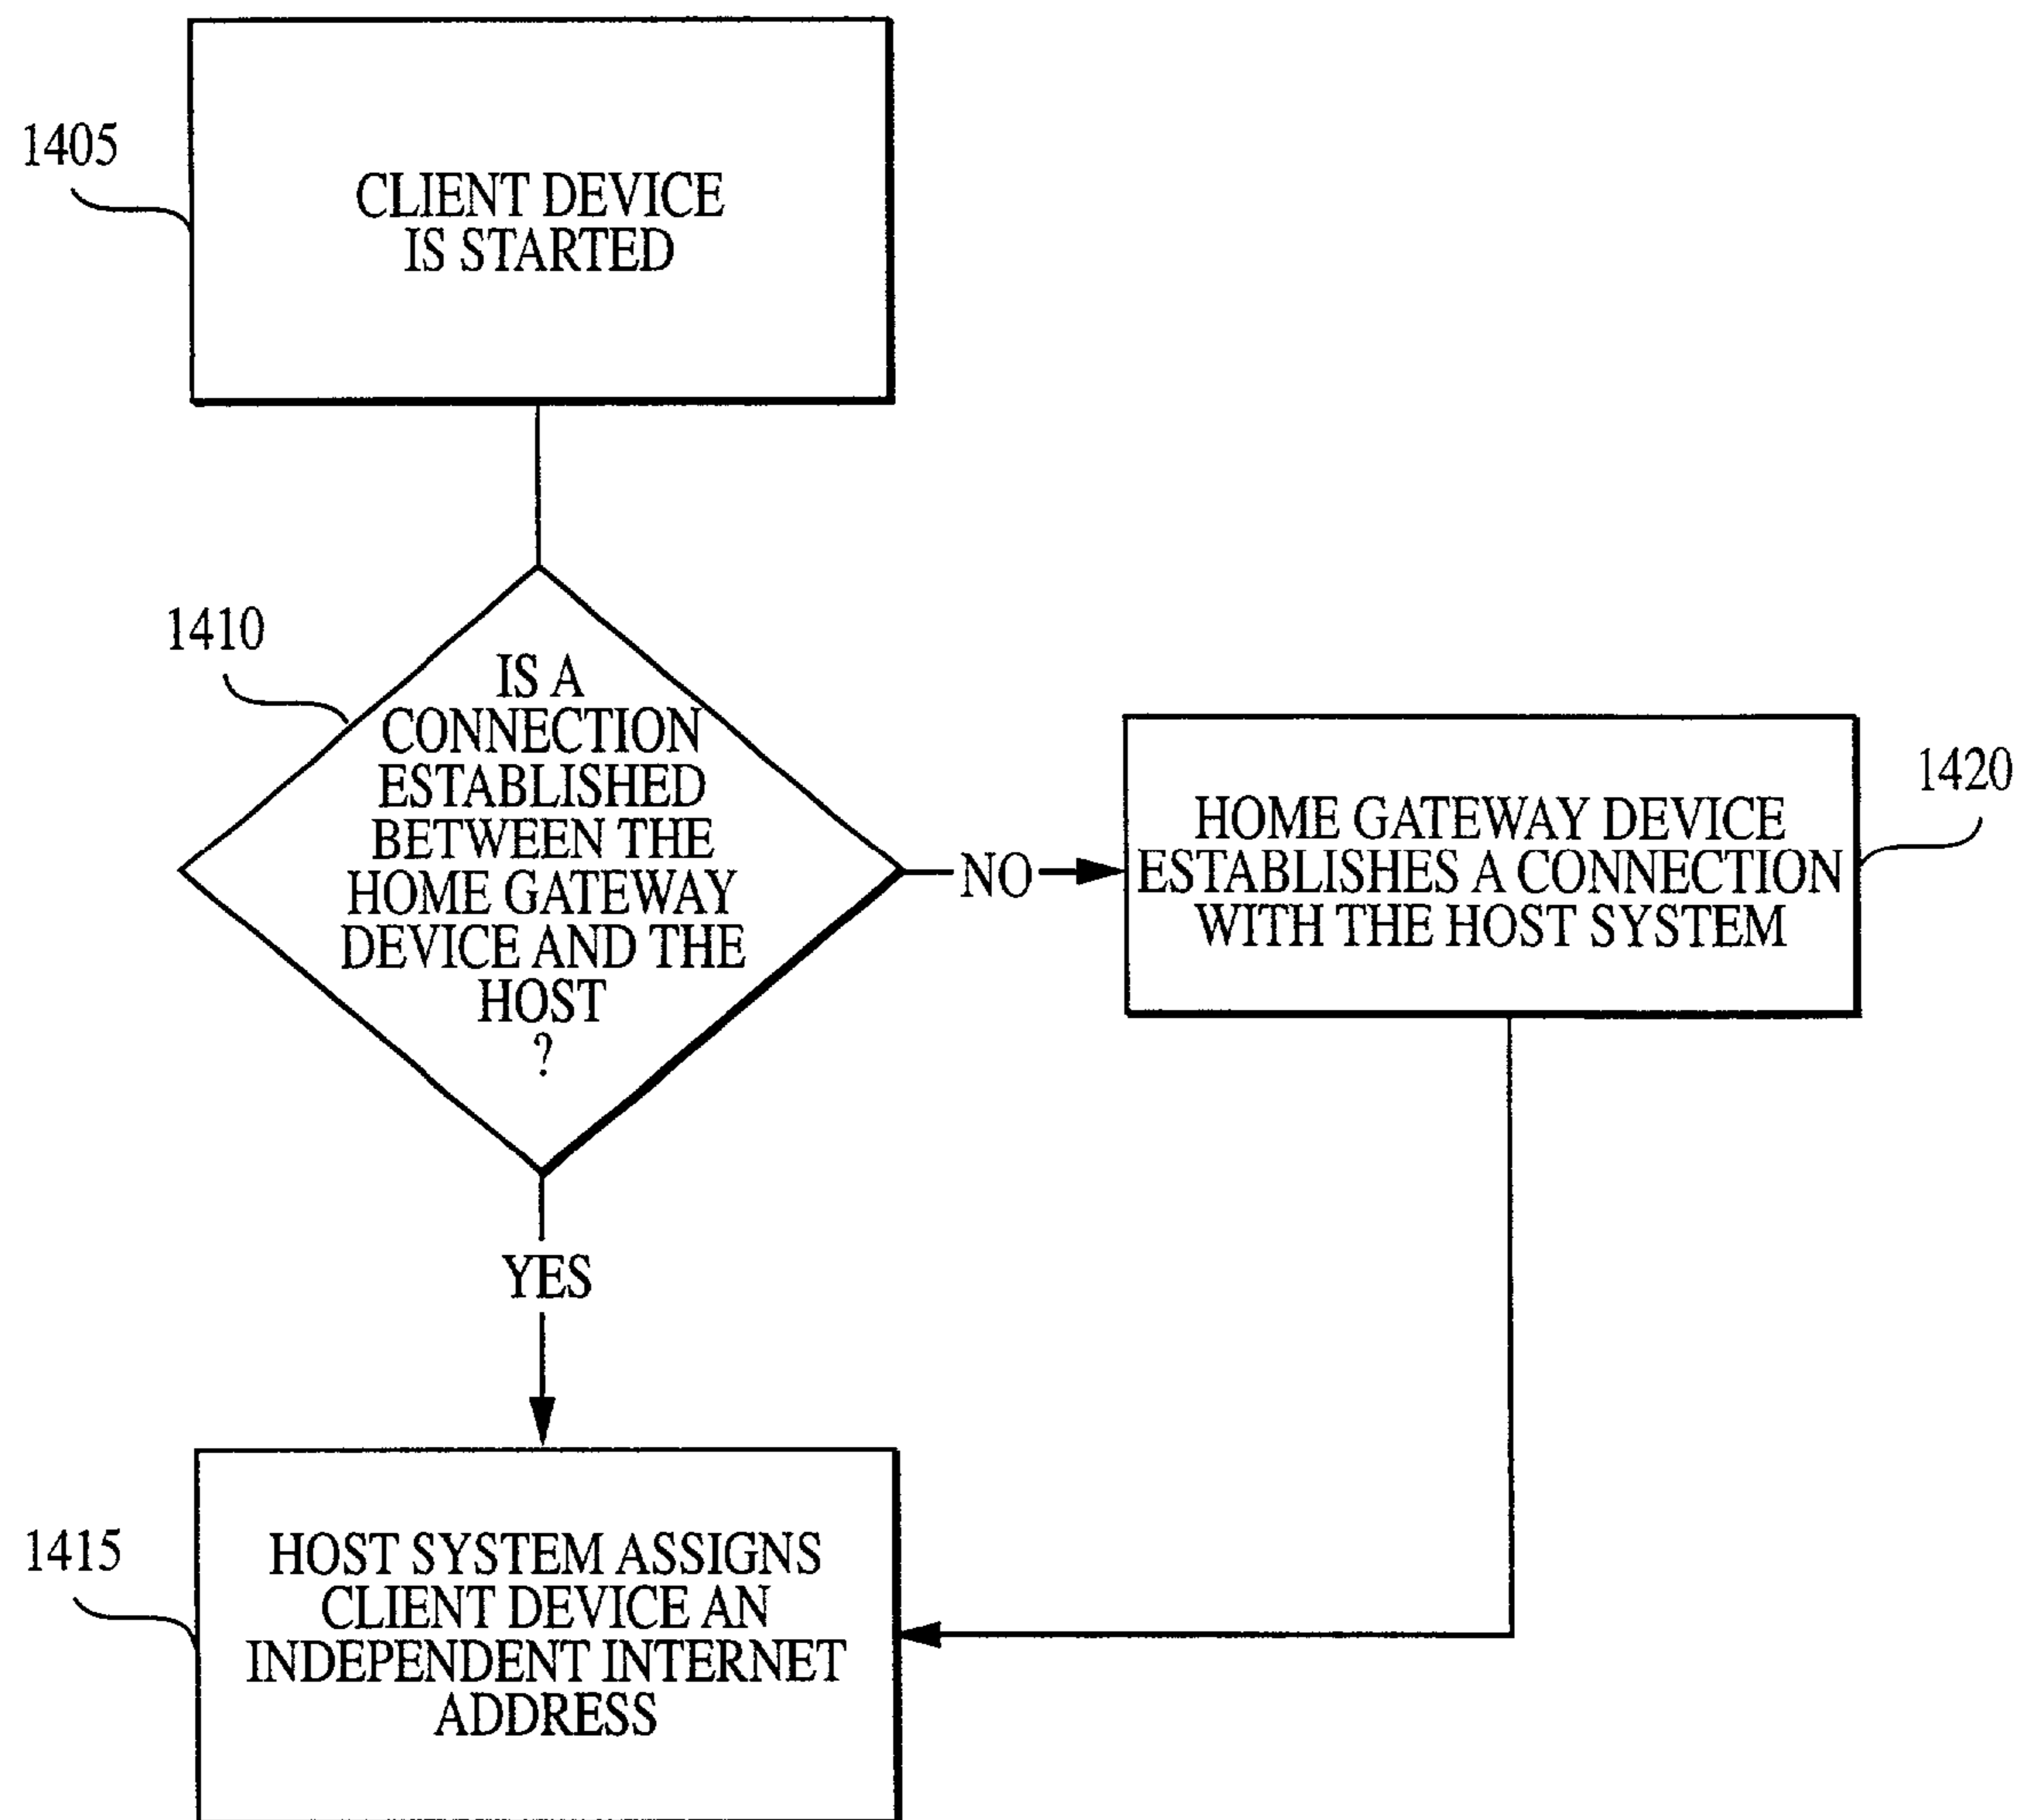 1405
CLIENT DEVICE
IS STARTED
1410
IS A
CONNECTION
ESTABLISHED
BETWEEN THE
HOME GATEWAY
DEVICE AND THE
HOST
?
NO
1420
HOME GATEWAY DEVICE
ESTABLISHES A CONNECTION
WITH THE HOST SYSTEM
YES
1415
HOST SYSTEM ASSIGNS
CLIENT DEVICE AN
INDEPENDENT INTERNET
ADDRESS